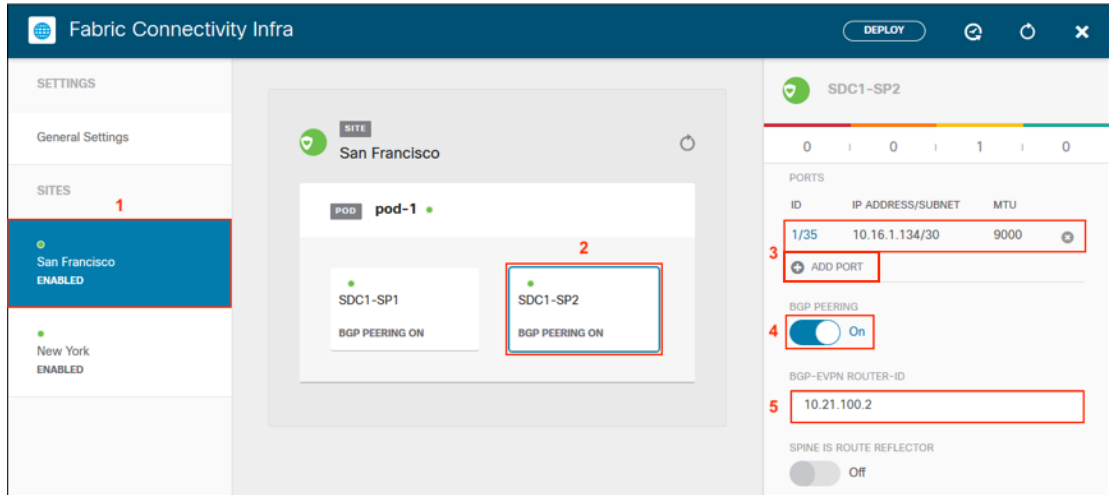 Fabric Connectivity Infra
DEPLOY
SETTINGS
General Settings
SITES
1
San Francisco
ENABLED
New York
ENABLED
SITE
San Francisco
POD pod-1
2
SDC1-SP1
BGP PEERING ON
SDC1-SP2
BGP PEERING ON
SDC1-SP2
0 0 1 0
PORTS
ID IP ADDRESS/SUBNET MTU
1/35 10.16.1.134/30 9000
3
ADD PORT
BGP PEERING
4 On
BGP-EVPN ROUTER-ID
5 10.21.100.2
SPINE IS ROUTE REFLECTOR
Off